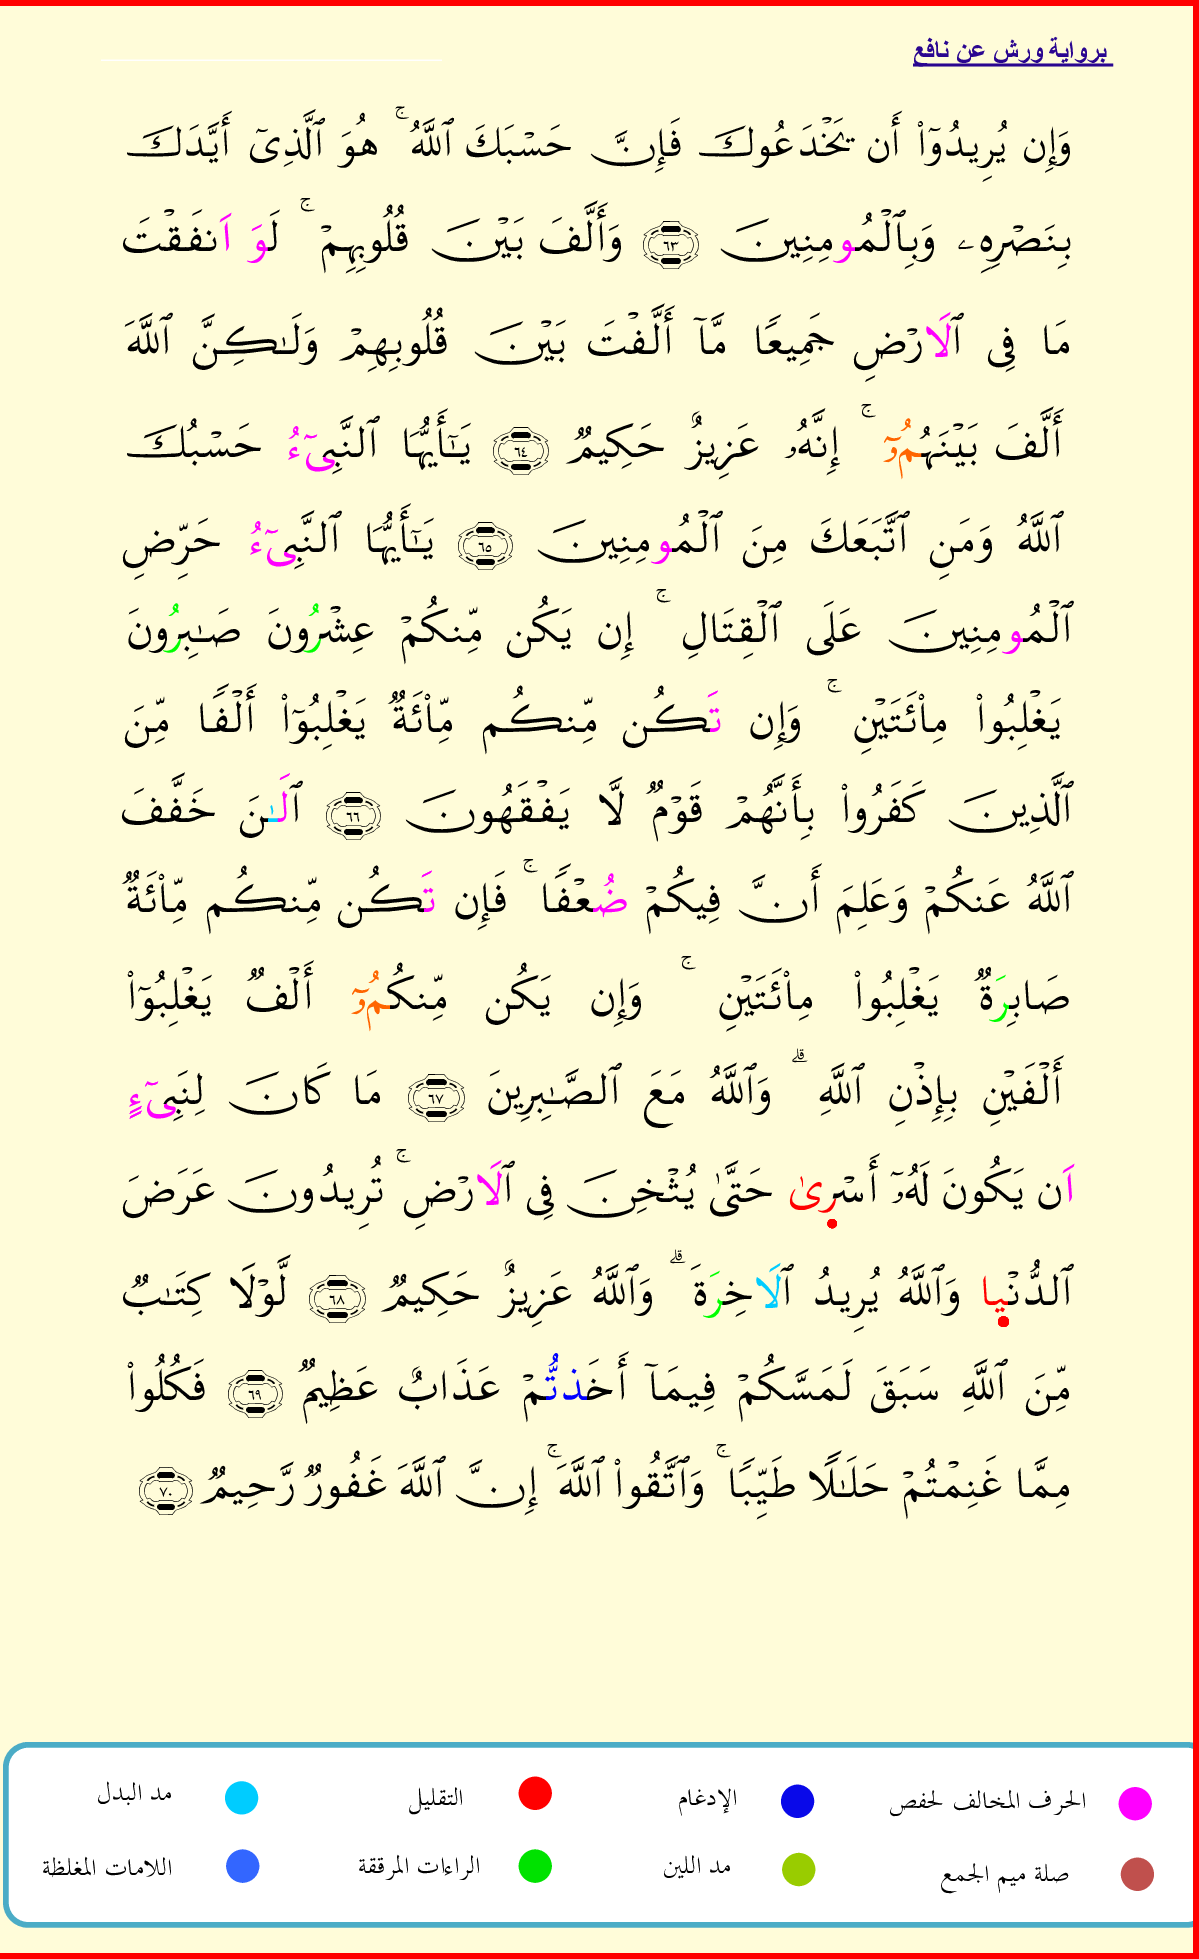 برواية ورش عن نافع
وَإِن يُرِيدُوٓاْ أَن يَخْدَعُوكَ فَإِنَّ حَسْبَكَ ٱللَّهُ ۚ هُوَ ٱلَّذِىٓ أَيَّدَكَ
بِنَصْرِهِۦ وَبِٱلْمُومِنِينَ ٦٣ وَأَلَّفَ بَيْنَ قُلُوبِهِمْ ۚ لَوَ اَنفَقْتَ
مَا فِى ٱلَارْضِ جَمِيعًا مَّآ أَلَّفْتَ بَيْنَ قُلُوبِهِمْ وَلَٰكِنَّ ٱللَّهَ
أَلَّفَ بَيْنَهُمُۥٓ ۚ إِنَّهُۥ عَزِيزٌ حَكِيمٌ ٦٤ يَٰٓأَيُّهَا ٱلنَّبِىٓءُ حَسْبُكَ
ٱللَّهُ وَمَنِ ٱتَّبَعَكَ مِنَ ٱلْمُومِنِينَ ٦٥ يَٰٓأَيُّهَا ٱلنَّبِىٓءُ حَرِّضِ
ٱلْمُومِنِينَ عَلَى ٱلْقِتَالِ ۚ إِن يَكُن مِّنكُمْ عِشْرُونَ صَٰبِرُونَ
يَغْلِبُواْ مِاْئَتَيْنِ ۚ وَإِن تَكُن مِّنكُم مِّاْئَةٌ يَغْلِبُوٓاْ أَلْفًا مِّنَ
ٱلَّذِينَ كَفَرُواْ بِأَنَّهُمْ قَوْمٌ لَّا يَفْقَهُونَ ٦٦ ٱلَٰنَ خَفَّفَ
ٱللَّهُ عَنكُمْ وَعَلِمَ أَنَّ فِيكُمْ ضُعْفًا ۚ فَإِن تَكُن مِّنكُم مِّاْئَةٌ
صَابِرَةٌ يَغْلِبُواْ مِاْئَتَيْنِ ۚ وَإِن يَكُن مِّنكُمُۥٓ أَلْفٌ يَغْلِبُوٓاْ
أَلْفَيْنِ بِإِذْنِ ٱللَّهِ ۗ وَٱللَّهُ مَعَ ٱلصَّٰبِرِينَ ٦٧ مَا كَانَ لِنَبِىٓءٍ
اَن يَكُونَ لَهُۥٓ أَسْرِىٰ حَتَّىٰ يُثْخِنَ فِى ٱلَارْضِ ۚ تُرِيدُونَ عَرَضَ
ٱلدُّنْيا وَٱللَّهُ يُرِيدُ ٱلَاخِرَةَ ۗ وَٱللَّهُ عَزِيزٌ حَكِيمٌ ٦٨ لَّوْلَا كِتَٰبٌ
مِّنَ ٱللَّهِ سَبَقَ لَمَسَّكُمْ فِيمَآ أَخَذتُّمْ عَذَابٌ عَظِيمٌ ٦٩ فَكُلُواْ
مِمَّا غَنِمْتُمْ حَلَٰلًا طَيِّبًا ۚ وَٱتَّقُواْ ٱللَّهَ ۚ إِنَّ ٱللَّهَ غَفُورٌ رَّحِيمٌ ٧٠
الحرف المخالف لحفص الإدغام التقليل مد البدل
صلة ميم الجمع مد اللين الراءات المرققة اللامات المغلظة